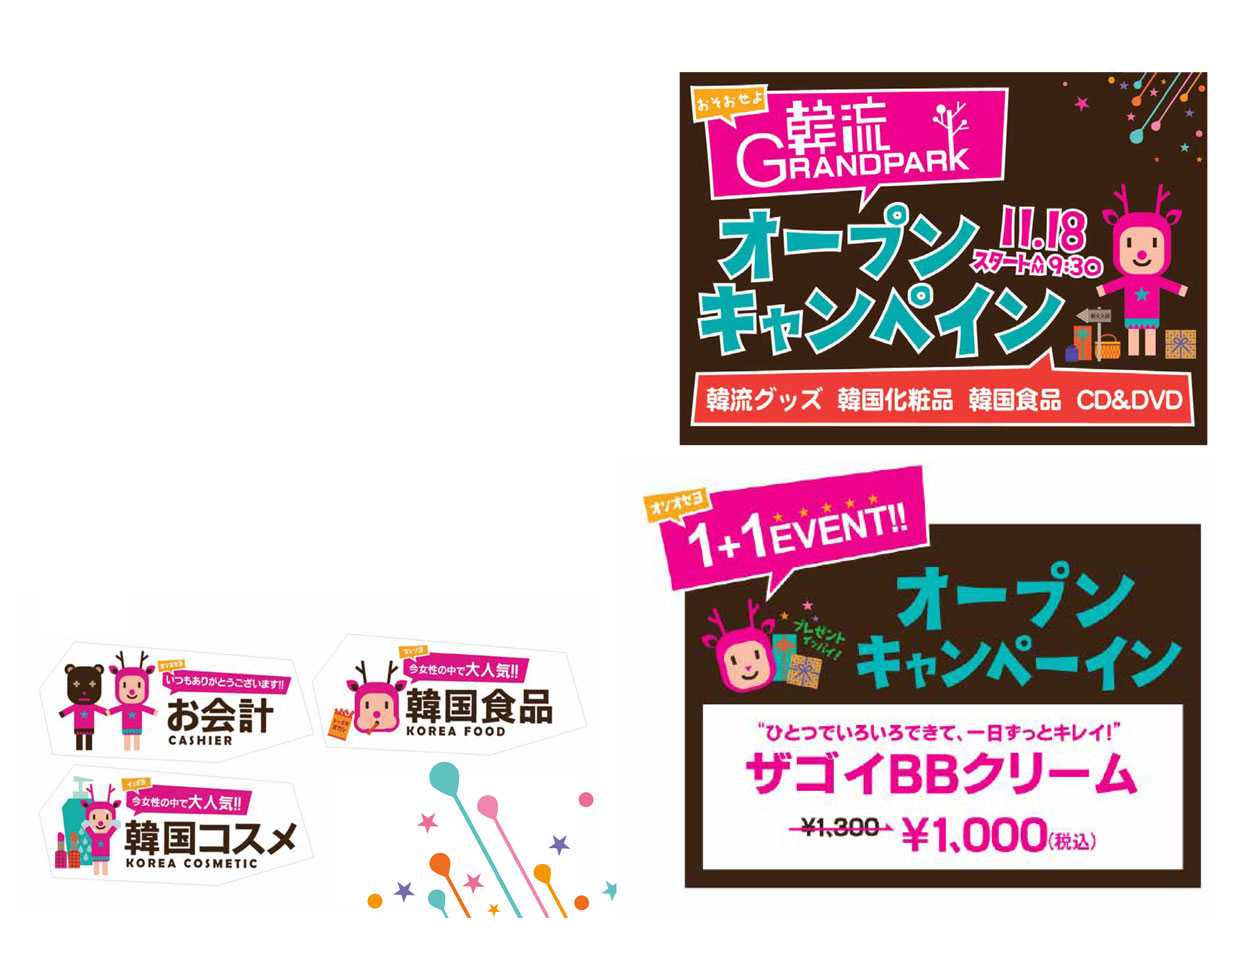 おそおせよ
韓流
GRANDPARK
オープン
キャンペイン
11.18
スタートAM9:30
韓流グッズ 韓国化粧品 韓国食品 CD&DVD
オソオセヨ
1+1EVENT!!
プレゼント
イッパイ!
オープン
キャンペーイン
“ひとつでいろいろできて、一日ずっとキレイ!”
ザゴイBBクリーム
¥1,300 ¥1,000(税込)
オソオセヨ
いつもありがとうございます!!
お会計
CASHIER
マシソヨ
今女性の中で大人気!!
韓国食品
KOREA FOOD
今女性の中で大人気!!
韓国コスメ
KOREA COSMETIC